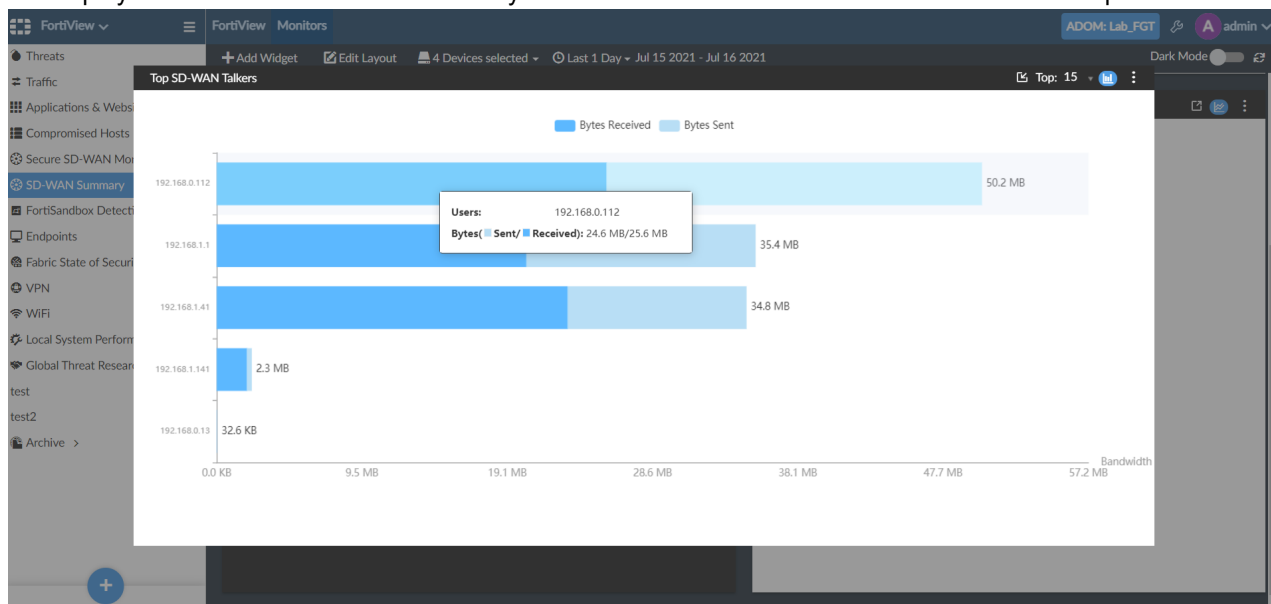 FortiView
FortiView Monitors
ADOM: Lab_FGT
A admin
Threats
Add Widget Edit Layout 4 Devices selected Last 1 Day Jul 15 2021 - Jul 16 2021
Dark Mode
Traffic
Top SD-WAN Talkers
Top: 15
Applications & Websi
Bytes Received Bytes Sent
Compromised Hosts
Secure SD-WAN Mon
SD-WAN Summary
192.168.0.112
50.2 MB
FortiSandbox Detecti
Users: 192.168.0.112
Bytes( Sent/ Received): 24.6 MB/25.6 MB
Endpoints
192.168.1.1
35.4 MB
Fabric State of Securi
VPN
WiFi
192.168.1.41
34.8 MB
Local System Perform
Global Threat Resear
192.168.1.141
2.3 MB
test
test2
192.168.0.13
32.6 KB
Archive >
Bandwidth
0.0 KB 9.5 MB 19.1 MB 28.6 MB 38.1 MB 47.7 MB 57.2 MB